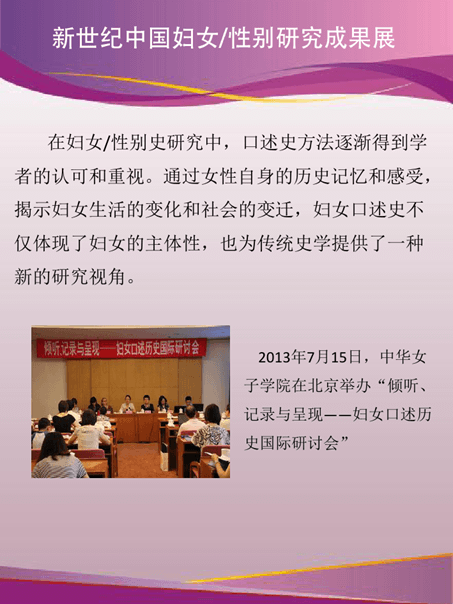 新世纪中国妇女/性别研究成果展
在妇女/性别史研究中，口述史方法逐渐得到学
者的认可和重视。通过女性自身的历史记忆和感受，
揭示妇女生活的变化和社会的变迁，妇女口述史不
仅体现了妇女的主体性，也为传统史学提供了一种
新的研究视角。
倾听、记录与呈现——妇女口述历史国际研讨会
2013年7月15日，中华女
子学院在北京举办“倾听、
记录与呈现——妇女口述历
史国际研讨会”